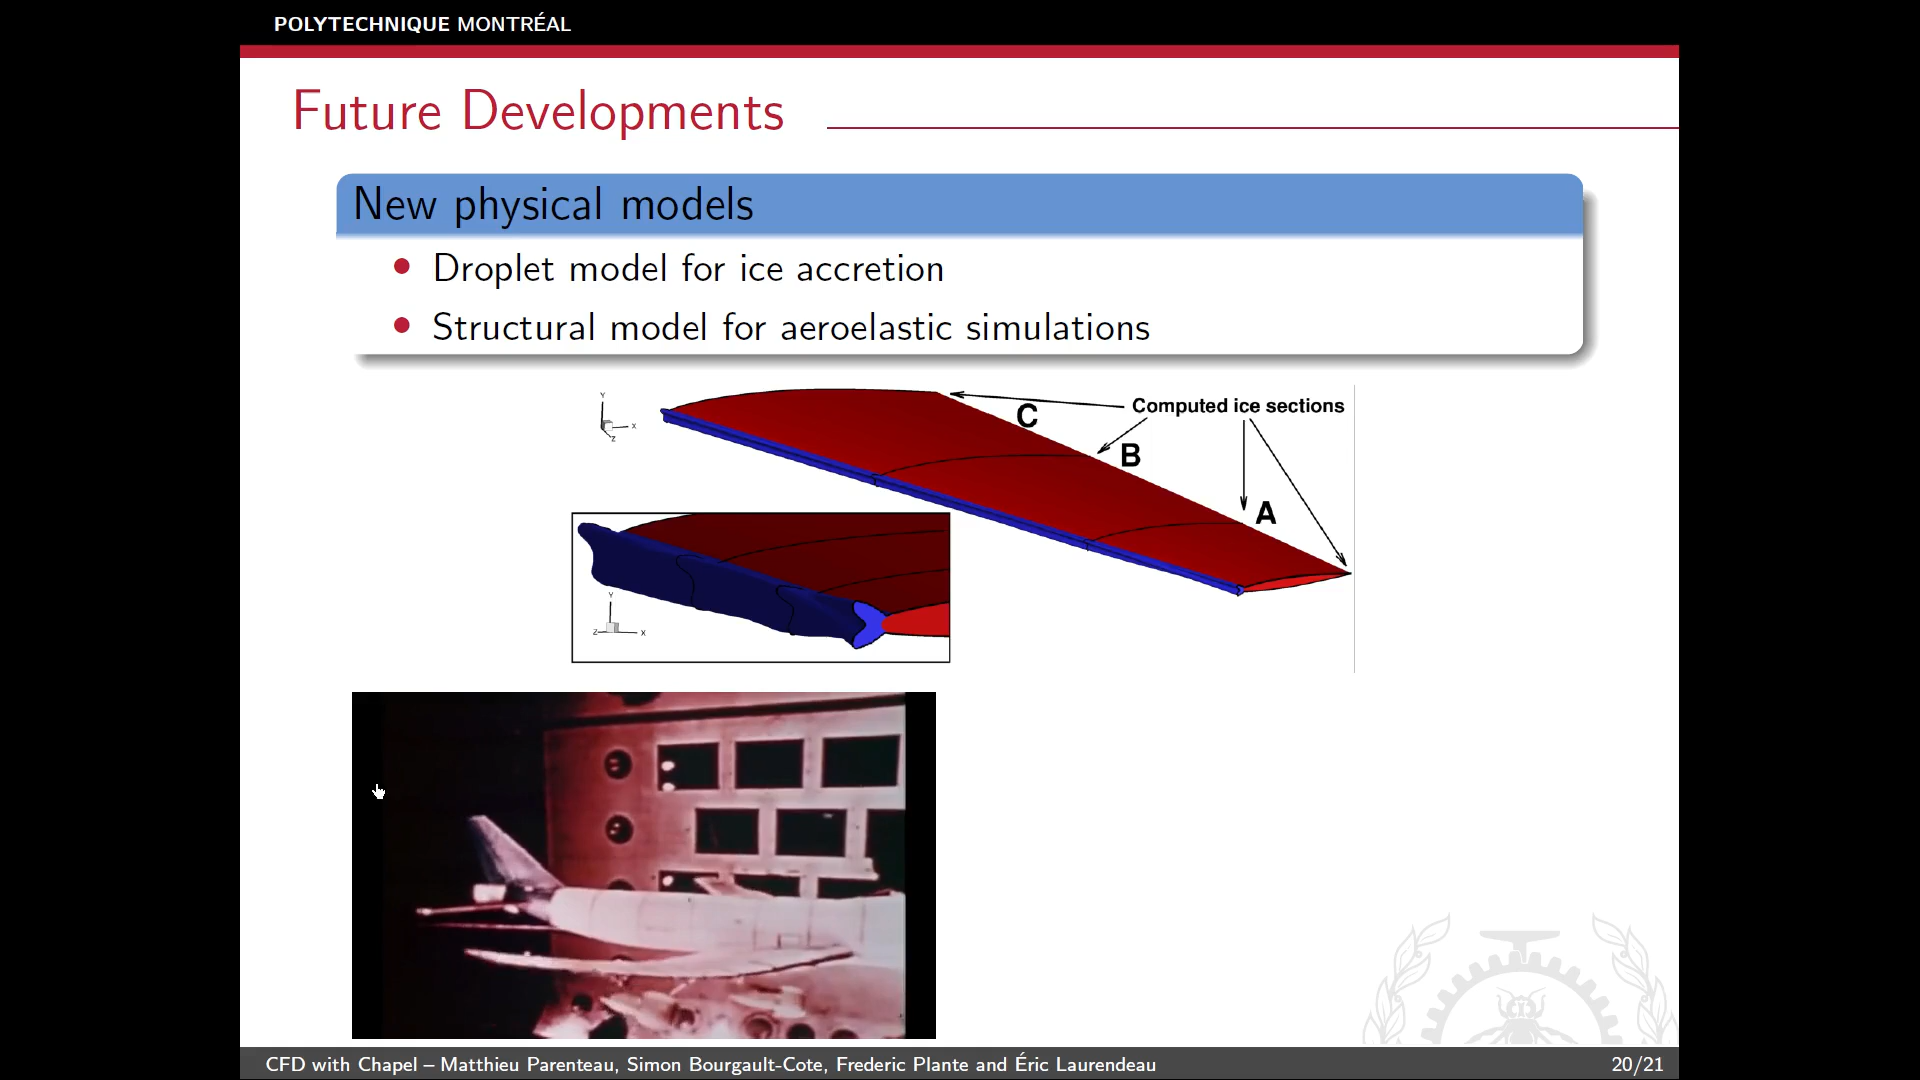 POLYTECHNIQUE MONTRÉAL
Future Developments
New physical models
Droplet model for ice accretion
Structural model for aeroelastic simulations
Y
X
Z
C
Computed ice sections
B
A
Y
Z
X
CFD with Chapel – Matthieu Parenteau, Simon Bourgault-Cote, Frederic Plante and Éric Laurendeau
20/21